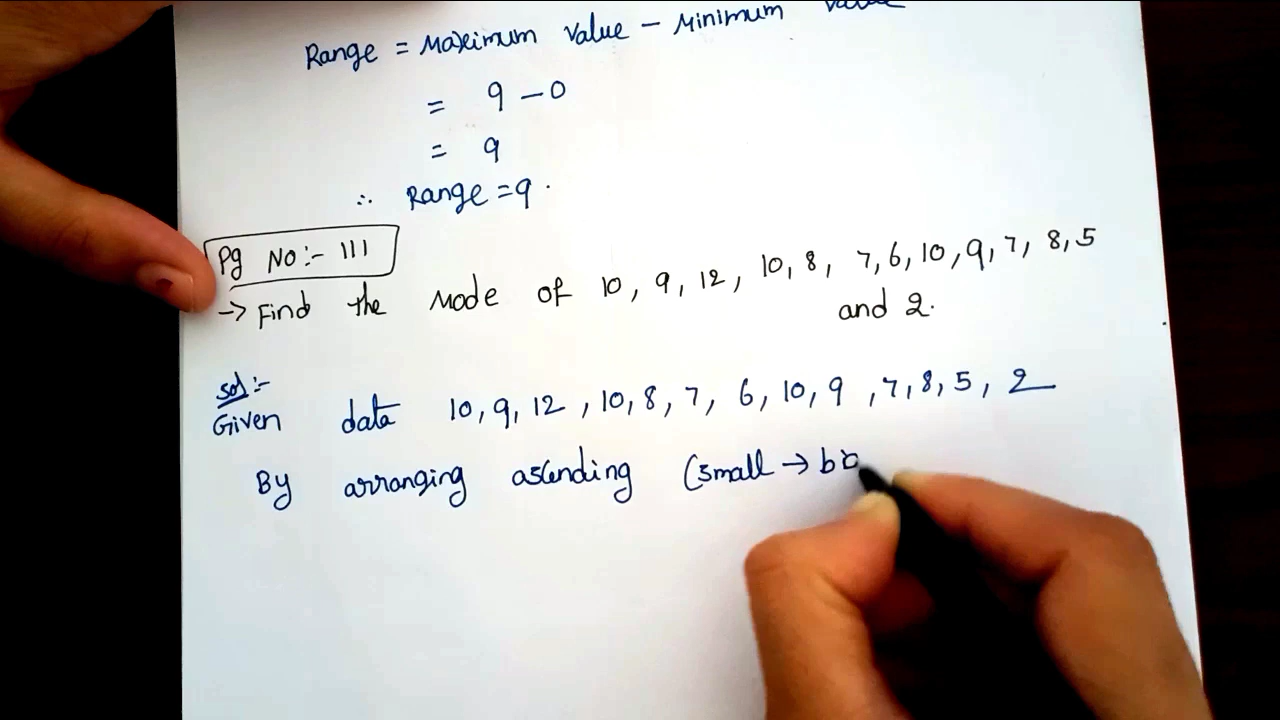 Range = Maximum value - Minimum value
= 9 - 0
= 9
∴ Range = 9.
Pg No:- 111
→ Find the Mode of 10, 9, 12, 10, 8, 7, 6, 10, 9, 7, 8, 5
and 2.
Sol:-
Given data 10, 9, 12, 10, 8, 7, 6, 10, 9, 7, 8, 5, 2
By arranging ascending (small →